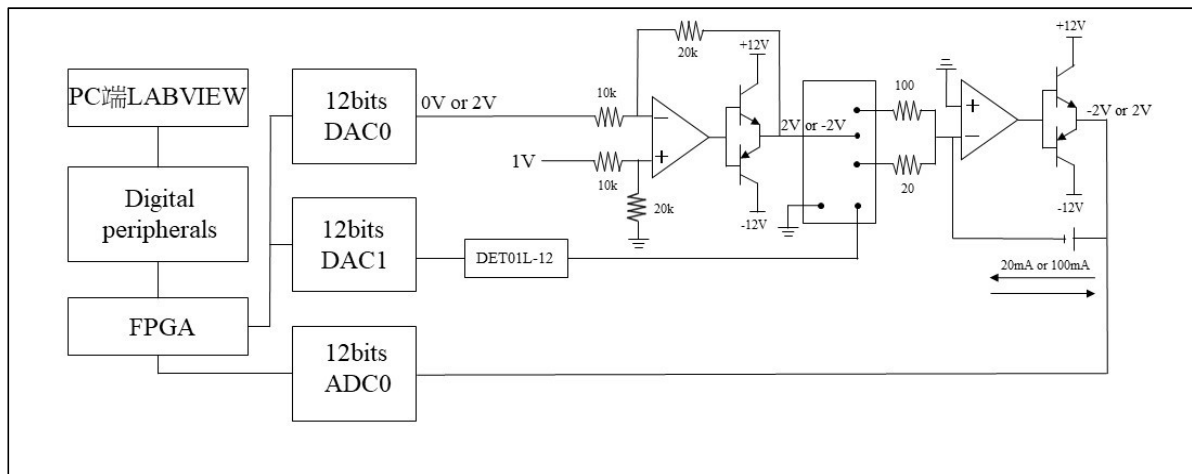 PC端LABVIEW
Digital
peripherals
FPGA
12bits
DAC0
12bits
DAC1
12bits
ADC0
0V or 2V
1V
10k
10k
20k
20k
−
+
+12V
-12V
2V or -2V
DET01L-12
100
20
+
−
+12V
-12V
-2V or 2V
20mA or 100mA